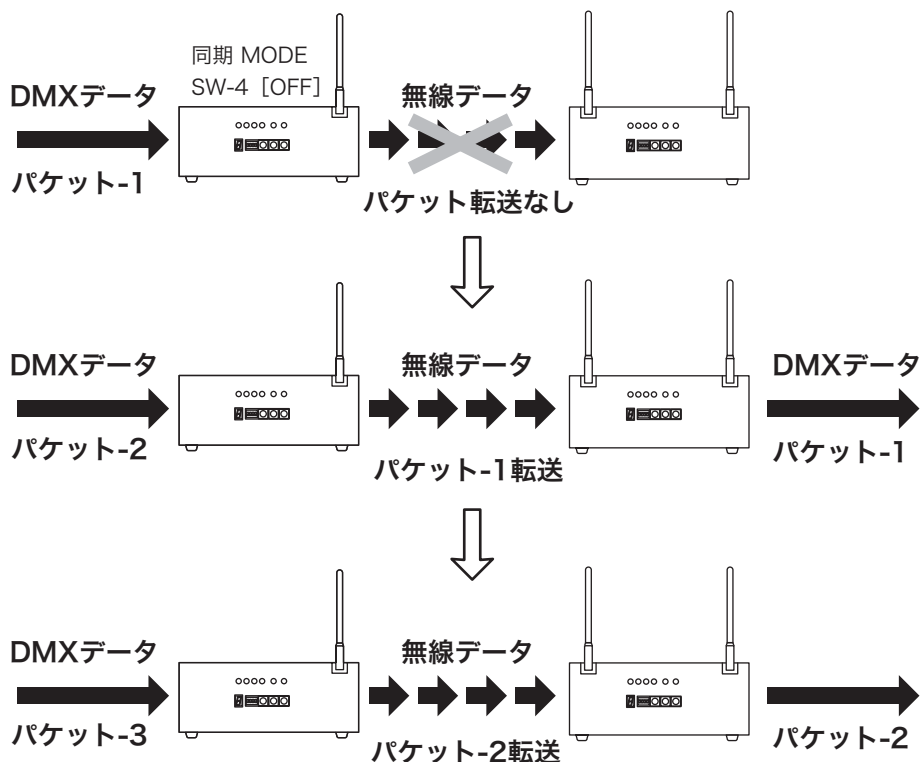 同期 MODE
SW-4［OFF］
DMXデータ
無線データ
パケット-1
パケット転送なし
DMXデータ
無線データ
DMXデータ
パケット-2
パケット-1転送
パケット-1
DMXデータ
無線データ
パケット-3
パケット-2転送
パケット-2